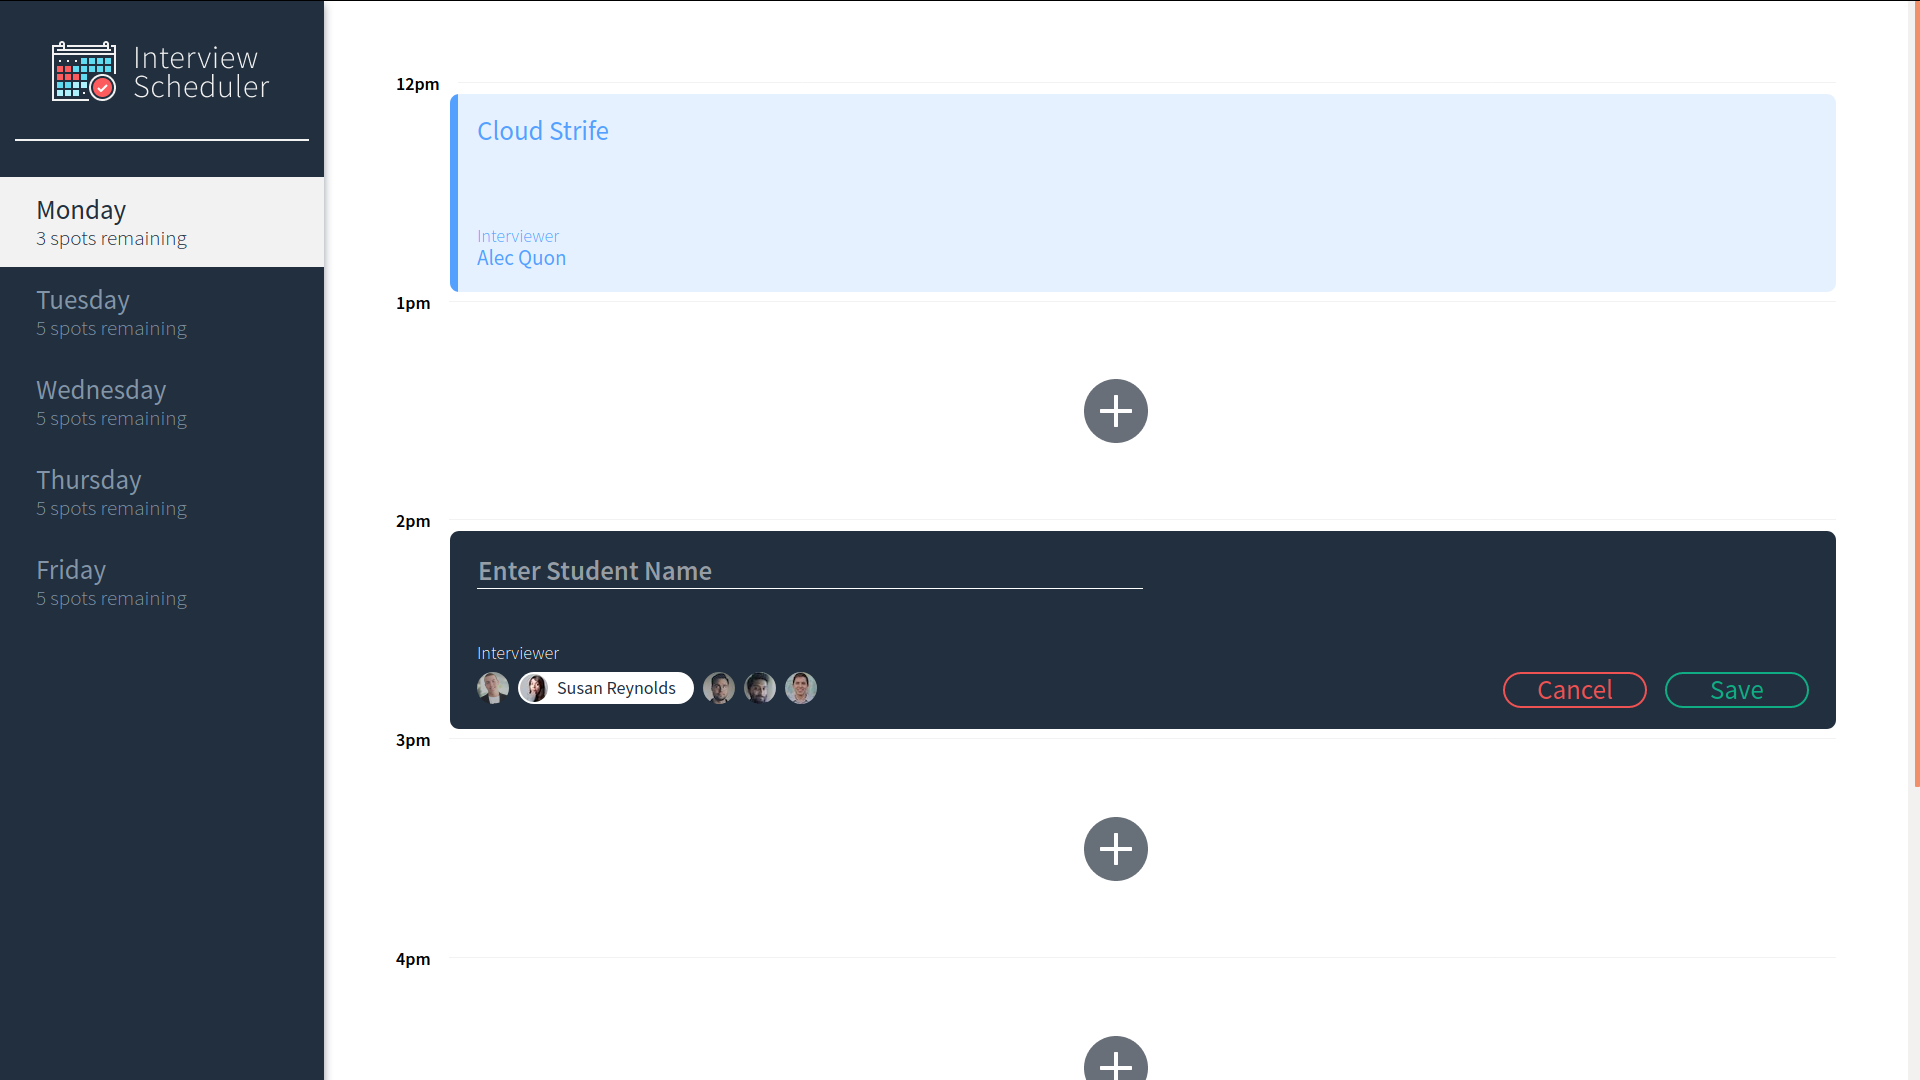 Interview
Scheduler
Monday
3 spots remaining
Tuesday
5 spots remaining
Wednesday
5 spots remaining
Thursday
5 spots remaining
Friday
5 spots remaining
12pm
Cloud Strife
Interviewer
Alec Quon
1pm
2pm
Enter Student Name
Interviewer
Susan Reynolds
Cancel
Save
3pm
4pm